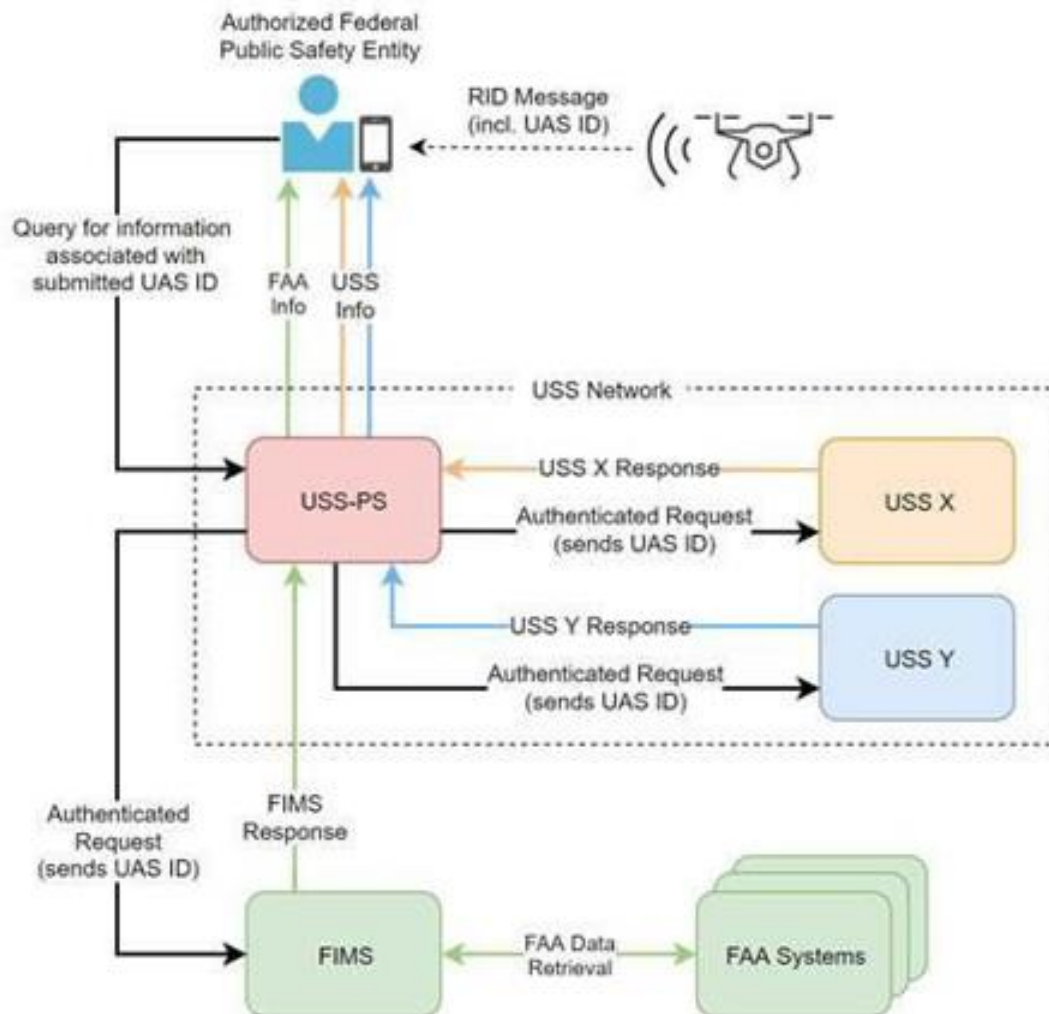 Authorized Federal
Public Safety Entity
RID Message
(incl. UAS ID)
Query for information
associated with
submitted UAS ID
FAA
Info
USS
Info
USS Network
USS-PS
USS X Response
USS X
Authenticated Request
(sends UAS ID)
USS Y Response
USS Y
Authenticated Request
(sends UAS ID)
Authenticated
Request
(sends UAS ID)
FIMS
Response
FIMS
FAA Data
Retrieval
FAA Systems